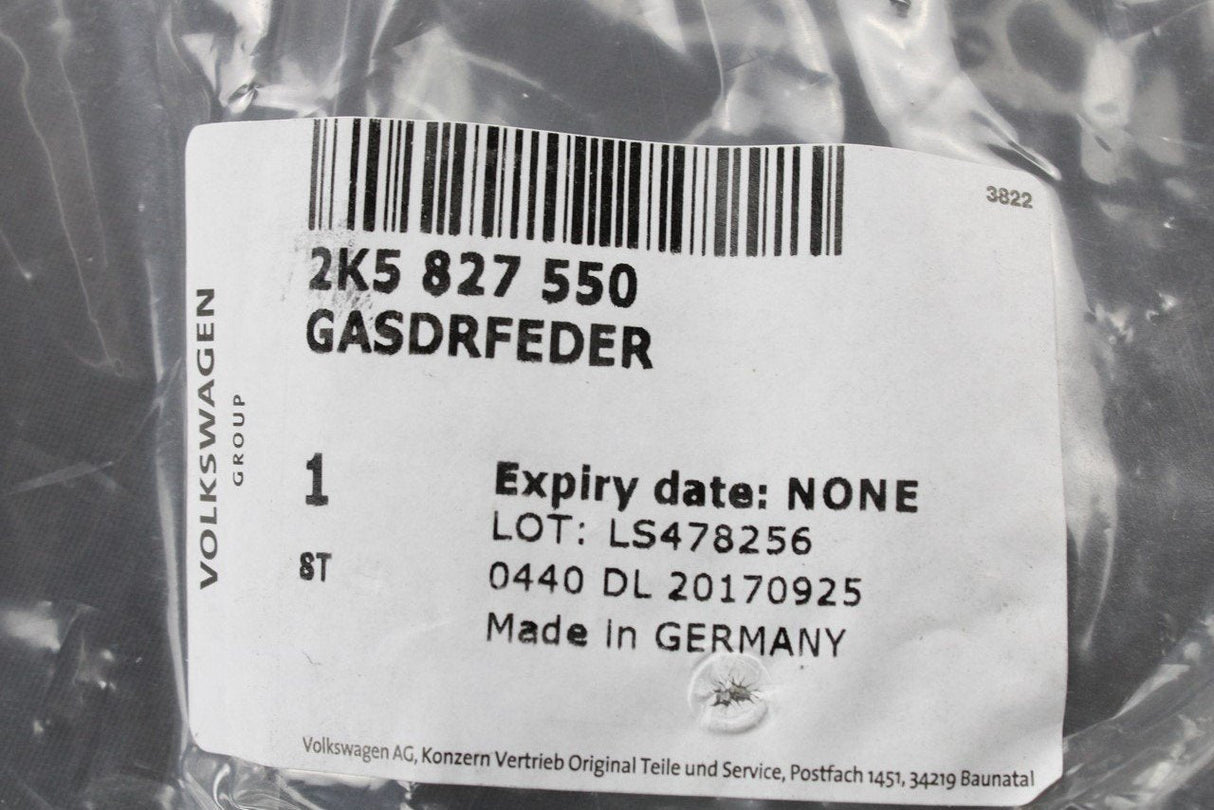 3822
2K5 827 550
GASDRFEDER
VOLKSWAGEN
GROUP
1
ST
Expiry date: NONE
LOT: LS478256
0440 DL 20170925
Made in GERMANY
Volkswagen AG, Konzern Vertrieb Original Teile und Service, Postfach 1451, 34219 Baunatal